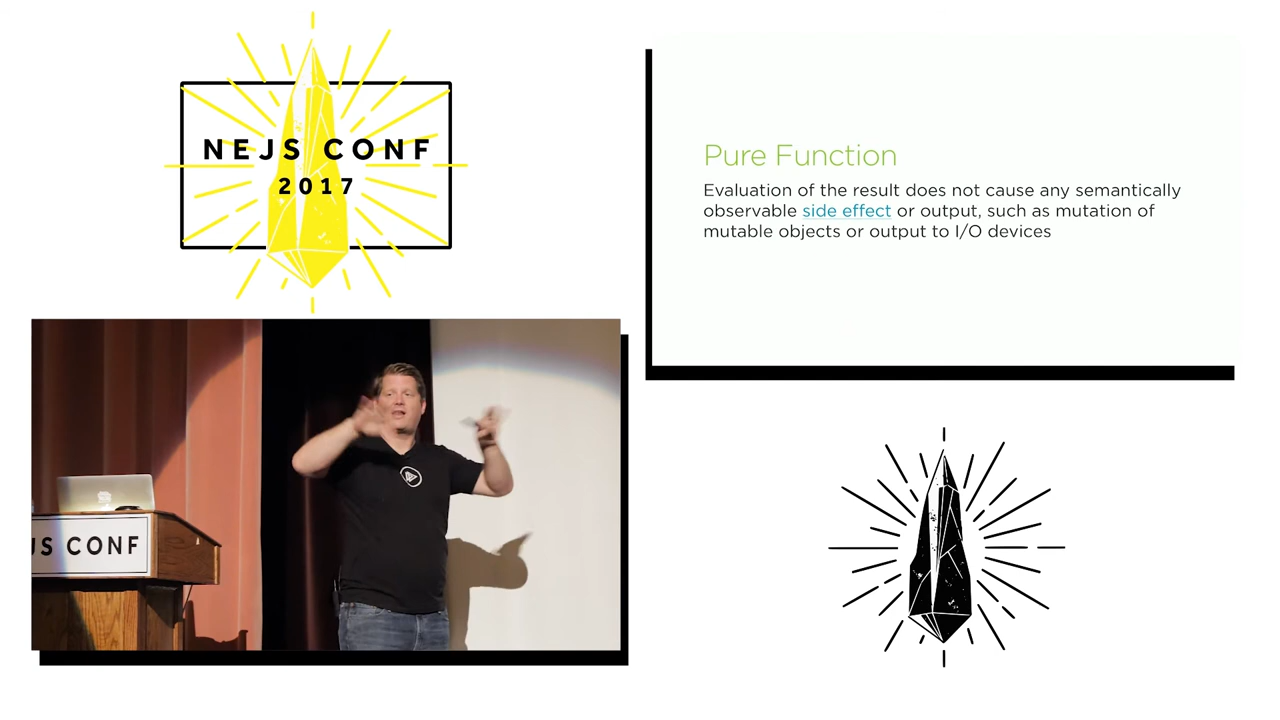 NEJS CONF
2017
Pure Function
Evaluation of the result does not cause any semantically
observable side effect or output, such as mutation of
mutable objects or output to I/O devices
JS CONF